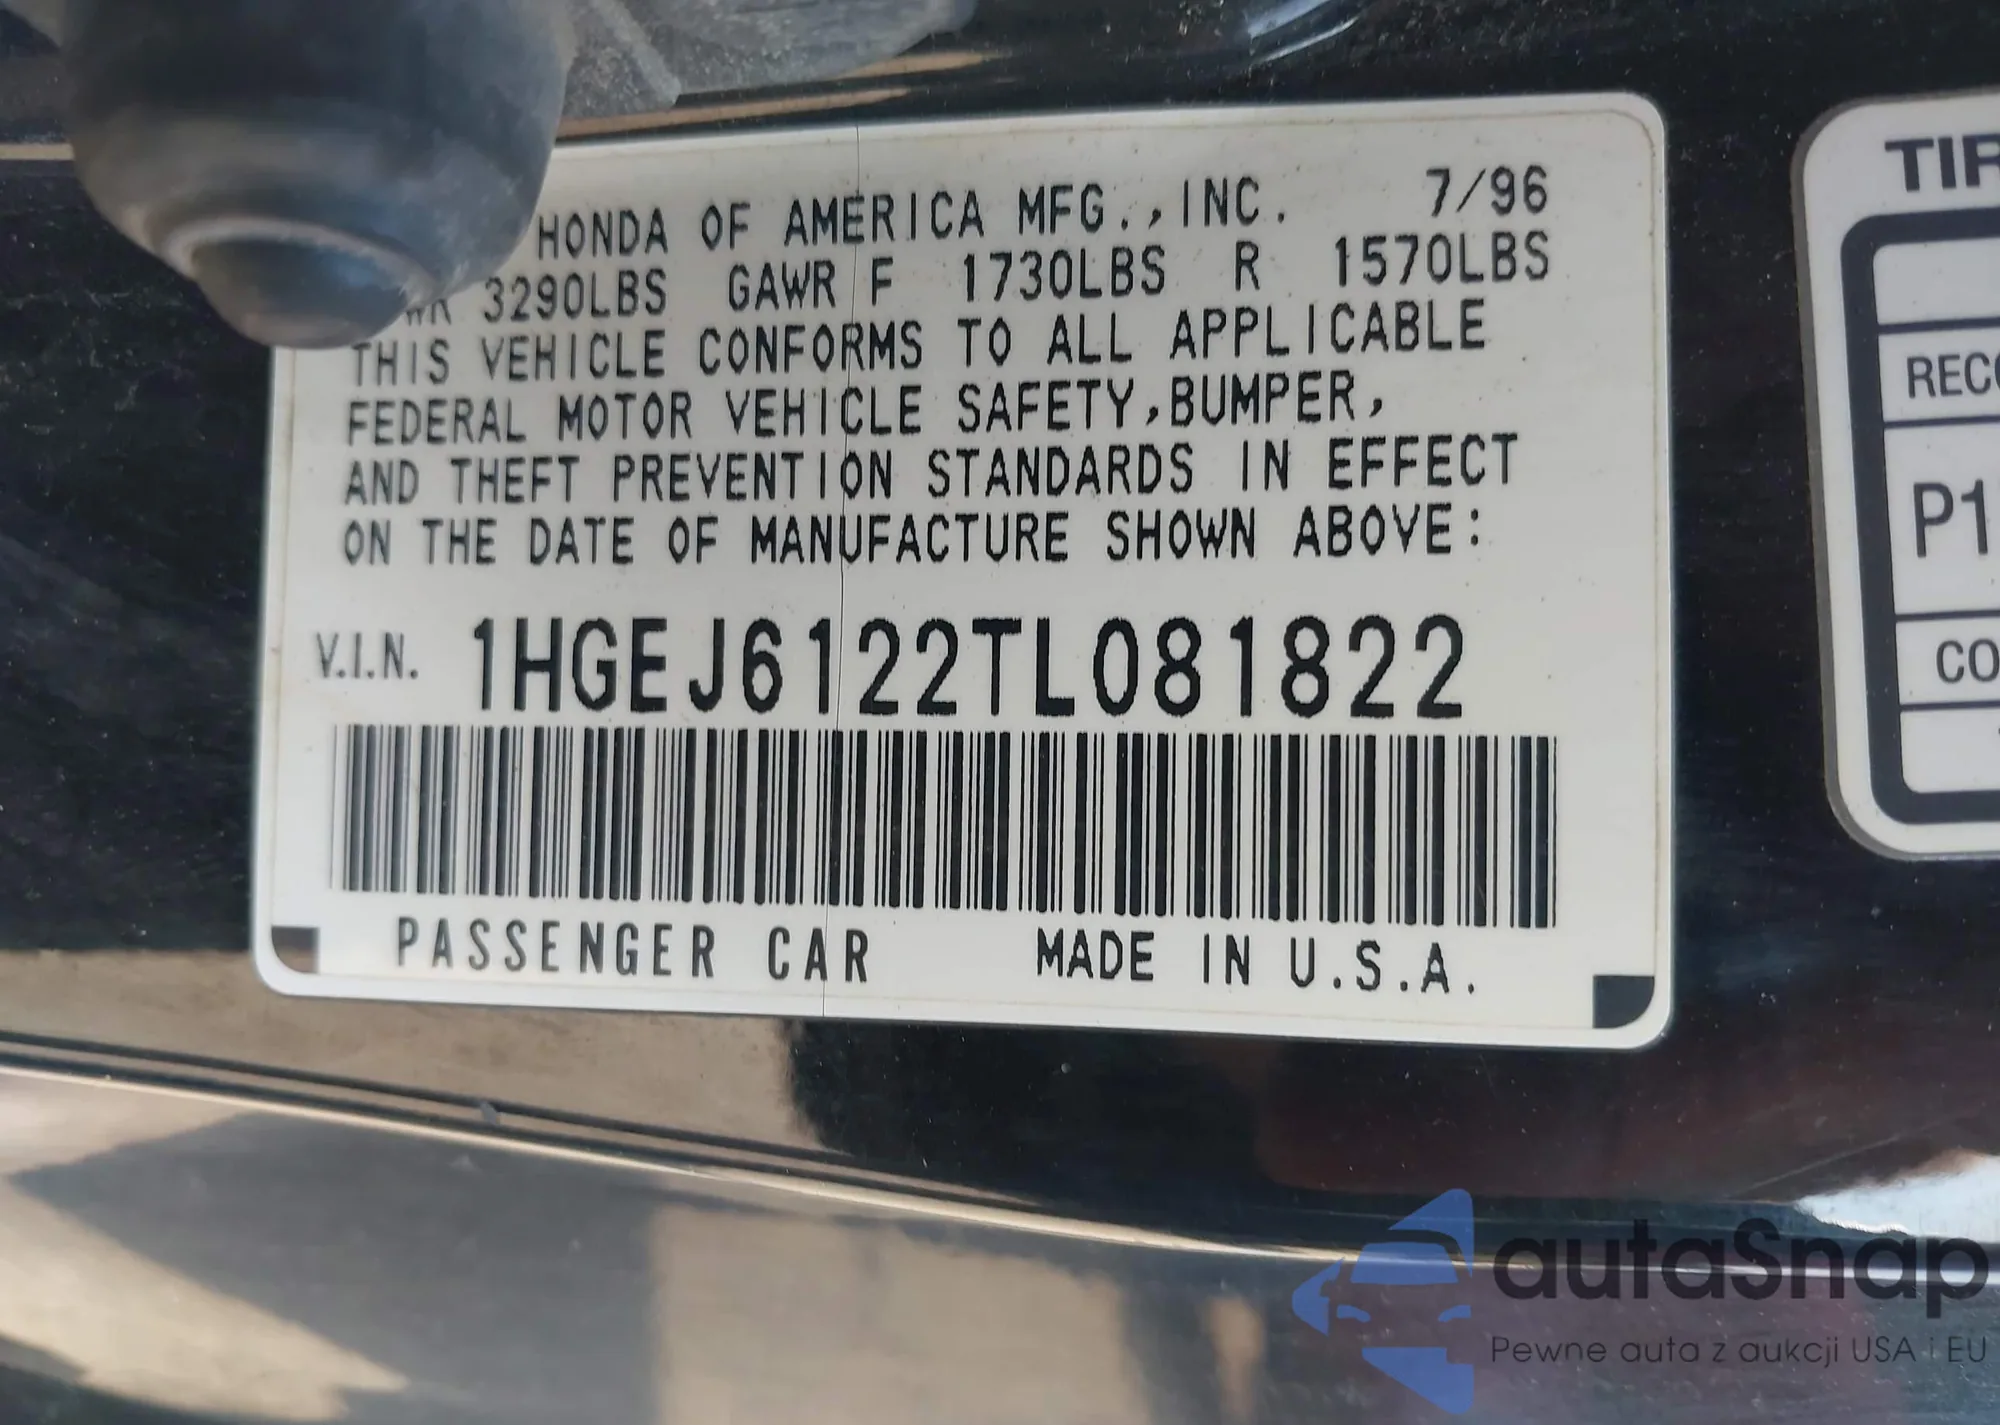 HONDA OF AMERICA MFG.,INC. 7/96
3290LBS GAWR F 1730LBS R 1570LBS
THIS VEHICLE CONFORMS TO ALL APPLICABLE
FEDERAL MOTOR VEHICLE SAFETY,BUMPER,
AND THEFT PREVENTION STANDARDS IN EFFECT
ON THE DATE OF MANUFACTURE SHOWN ABOVE:
V.I.N. 1HGEJ6122TL081822
PASSENGER CAR MADE IN U.S.A.
TIR
RECO
P1
CO
autaSnap
Pewne auta z aukcji USA i EU